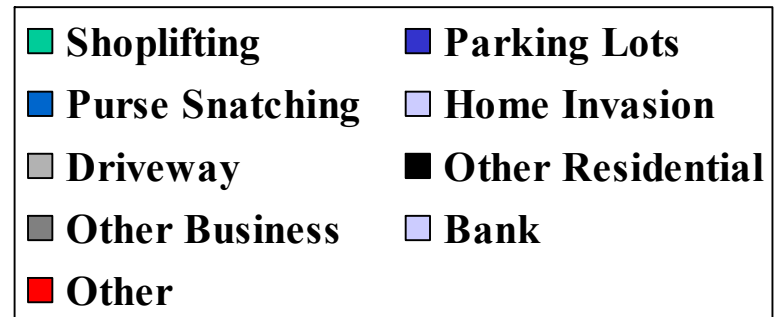 Shoplifting Parking Lots
Purse Snatching Home Invasion
Driveway Other Residential
Other Business Bank
Other